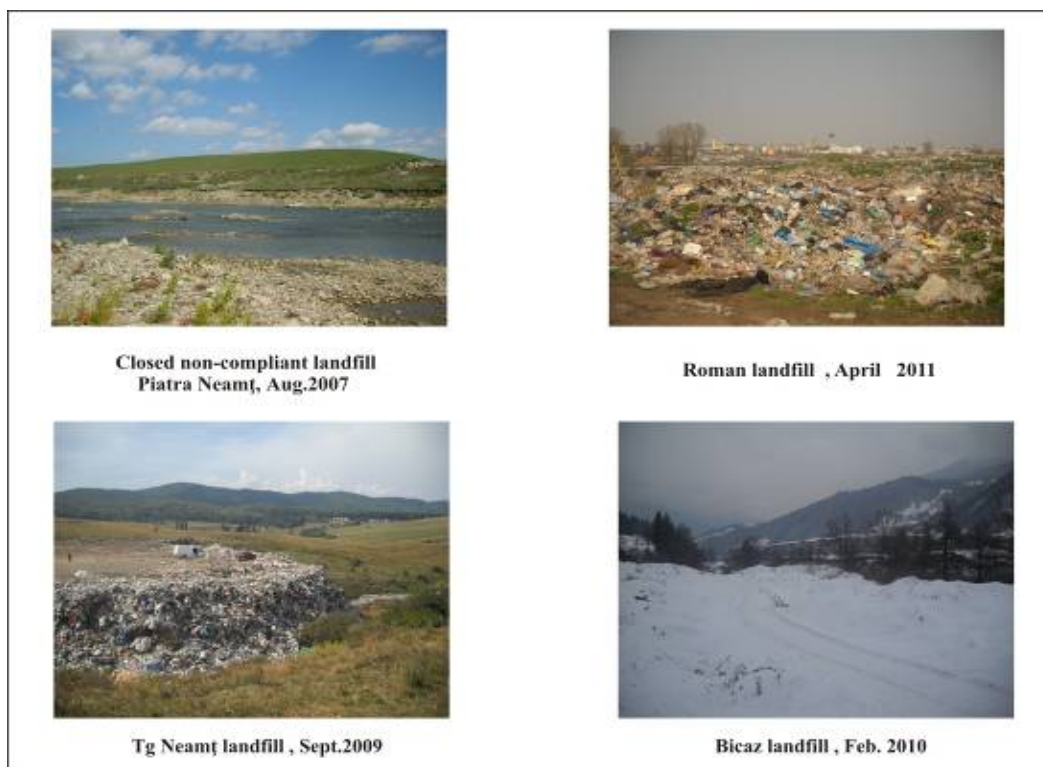 Closed non-compliant landfill
Piatra Neamţ, Aug.2007
Roman landfill , April 2011
Tg Neamţ landfill , Sept.2009
Bicaz landfill , Feb. 2010